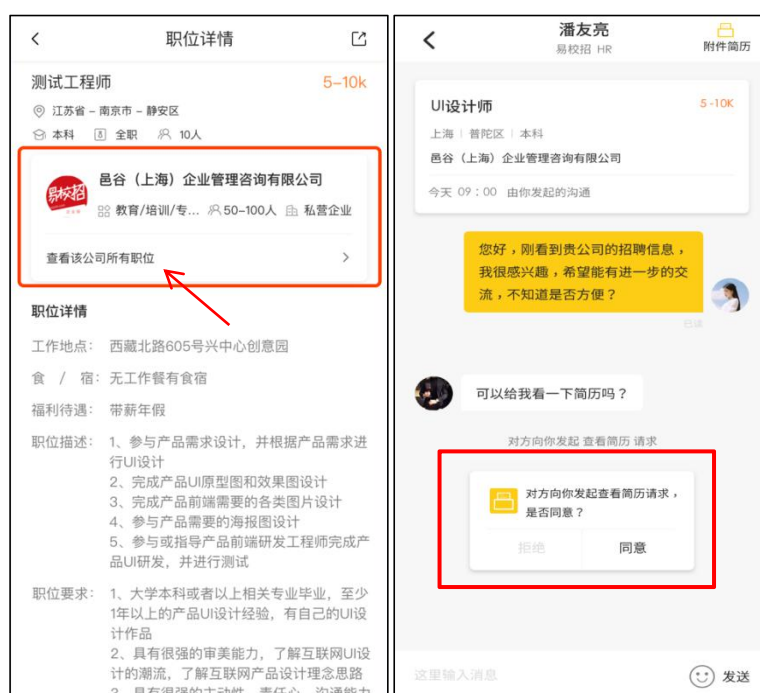 职位详情
测试工程师
5-10k
江苏省 – 南京市 – 静安区
本科 全职 10人
易校招
邑谷（上海）企业管理咨询有限公司
教育/培训/专... 50-100人 私营企业
查看该公司所有职位
职位详情
工作地点： 西藏北路605号兴中心创意园
食 / 宿： 无工作餐有食宿
福利待遇： 带薪年假
职位描述： 1、参与产品需求设计，并根据产品需求进
行UI设计
2、完成产品UI原型图和效果图设计
3、完成产品前端需要的各类图片设计
4、参与产品需要的海报图设计
5、参与或指导产品前端研发工程师完成产
品UI研发，并进行测试
职位要求： 1、大学本科或者以上相关专业毕业，至少
1年以上的产品UI设计经验，有自己的UI设
计作品
2、具有很强的审美能力，了解互联网UI设
计的潮流，了解互联网产品设计理念思路
3、具有很强的主动性、责任心、沟通能力
潘友亮
易校招 HR
附件简历
UI设计师
5-10K
上海 | 普陀区 | 本科
邑谷（上海）企业管理咨询有限公司
今天 09：00 由你发起的沟通
您好，刚看到贵公司的招聘信息，
我很感兴趣，希望能有进一步的交
流，不知道是否方便？
已读
可以给我看一下简历吗？
对方向你发起 查看简历 请求
对方向你发起查看简历请求，
是否同意？
拒绝 同意
这里输入消息
发送